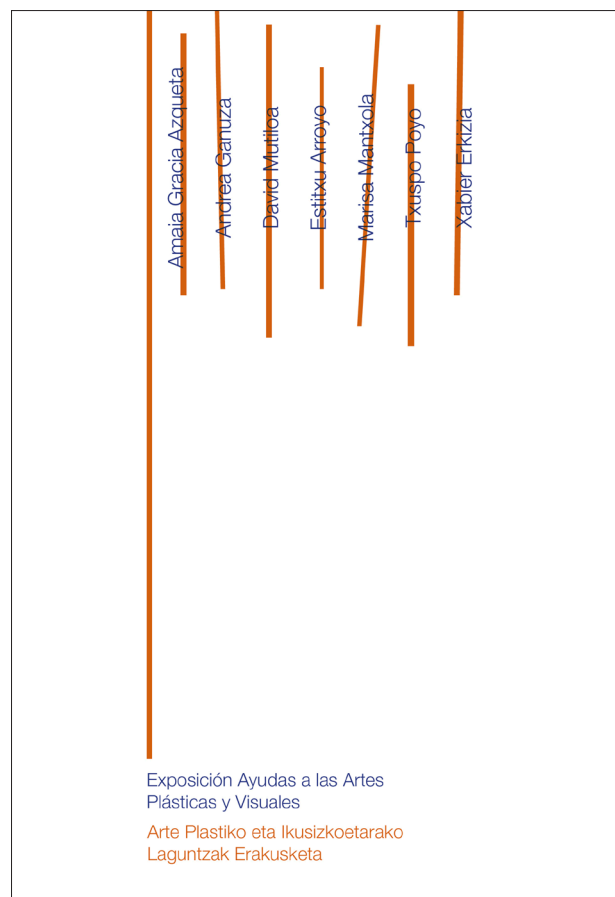 Amaia Gracia Azqueta
Andrea Ganuza
David Mutiloa
Estitxu Arroyo
Marisa Mantxola
Txuspo Poyo
Xabier Erkizia
Exposición Ayudas a las Artes
Plásticas y Visuales
Arte Plastiko eta Ikusizkoetarako
Laguntzak Erakusketa